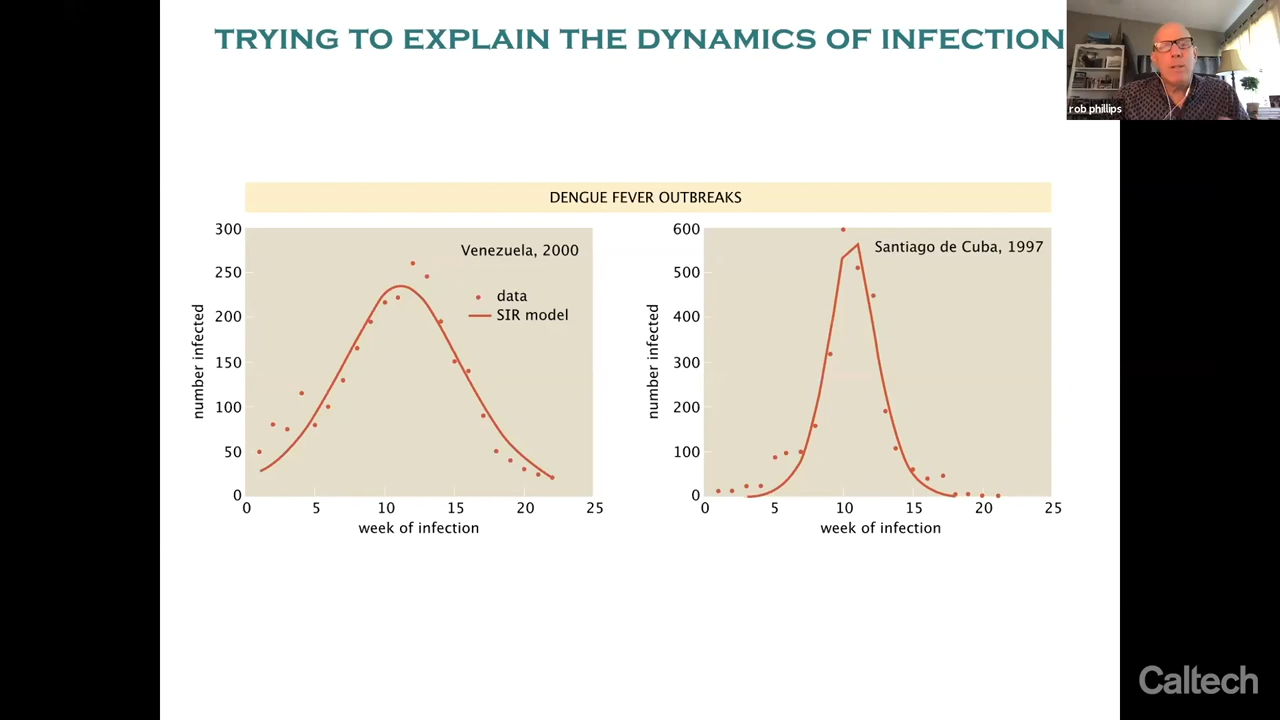 TRYING TO EXPLAIN THE DYNAMICS OF INFECTION
rob phillips
DENGUE FEVER OUTBREAKS
300
250
200
150
100
50
0
number infected
Venezuela, 2000
data
SIR model
0 5 10 15 20 25
week of infection
600
500
400
300
200
100
0
number infected
Santiago de Cuba, 1997
0 5 10 15 20 25
week of infection
Caltech